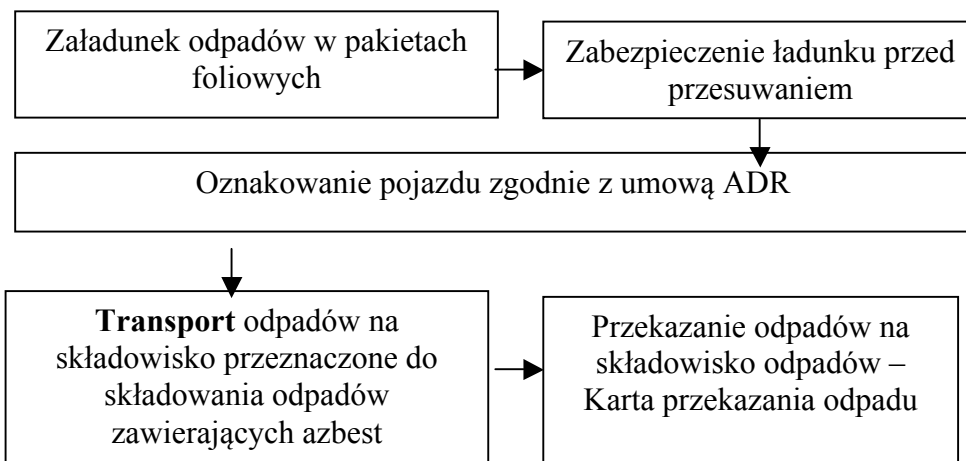 Załadunek odpadów w pakietach
foliowych
Zabezpieczenie ładunku przed
przesuwaniem
Oznakowanie pojazdu zgodnie z umową ADR
Transport odpadów na
składowisko przeznaczone do
składowania odpadów
zawierających azbest
Przekazanie odpadów na
składowisko odpadów –
Karta przekazania odpadu